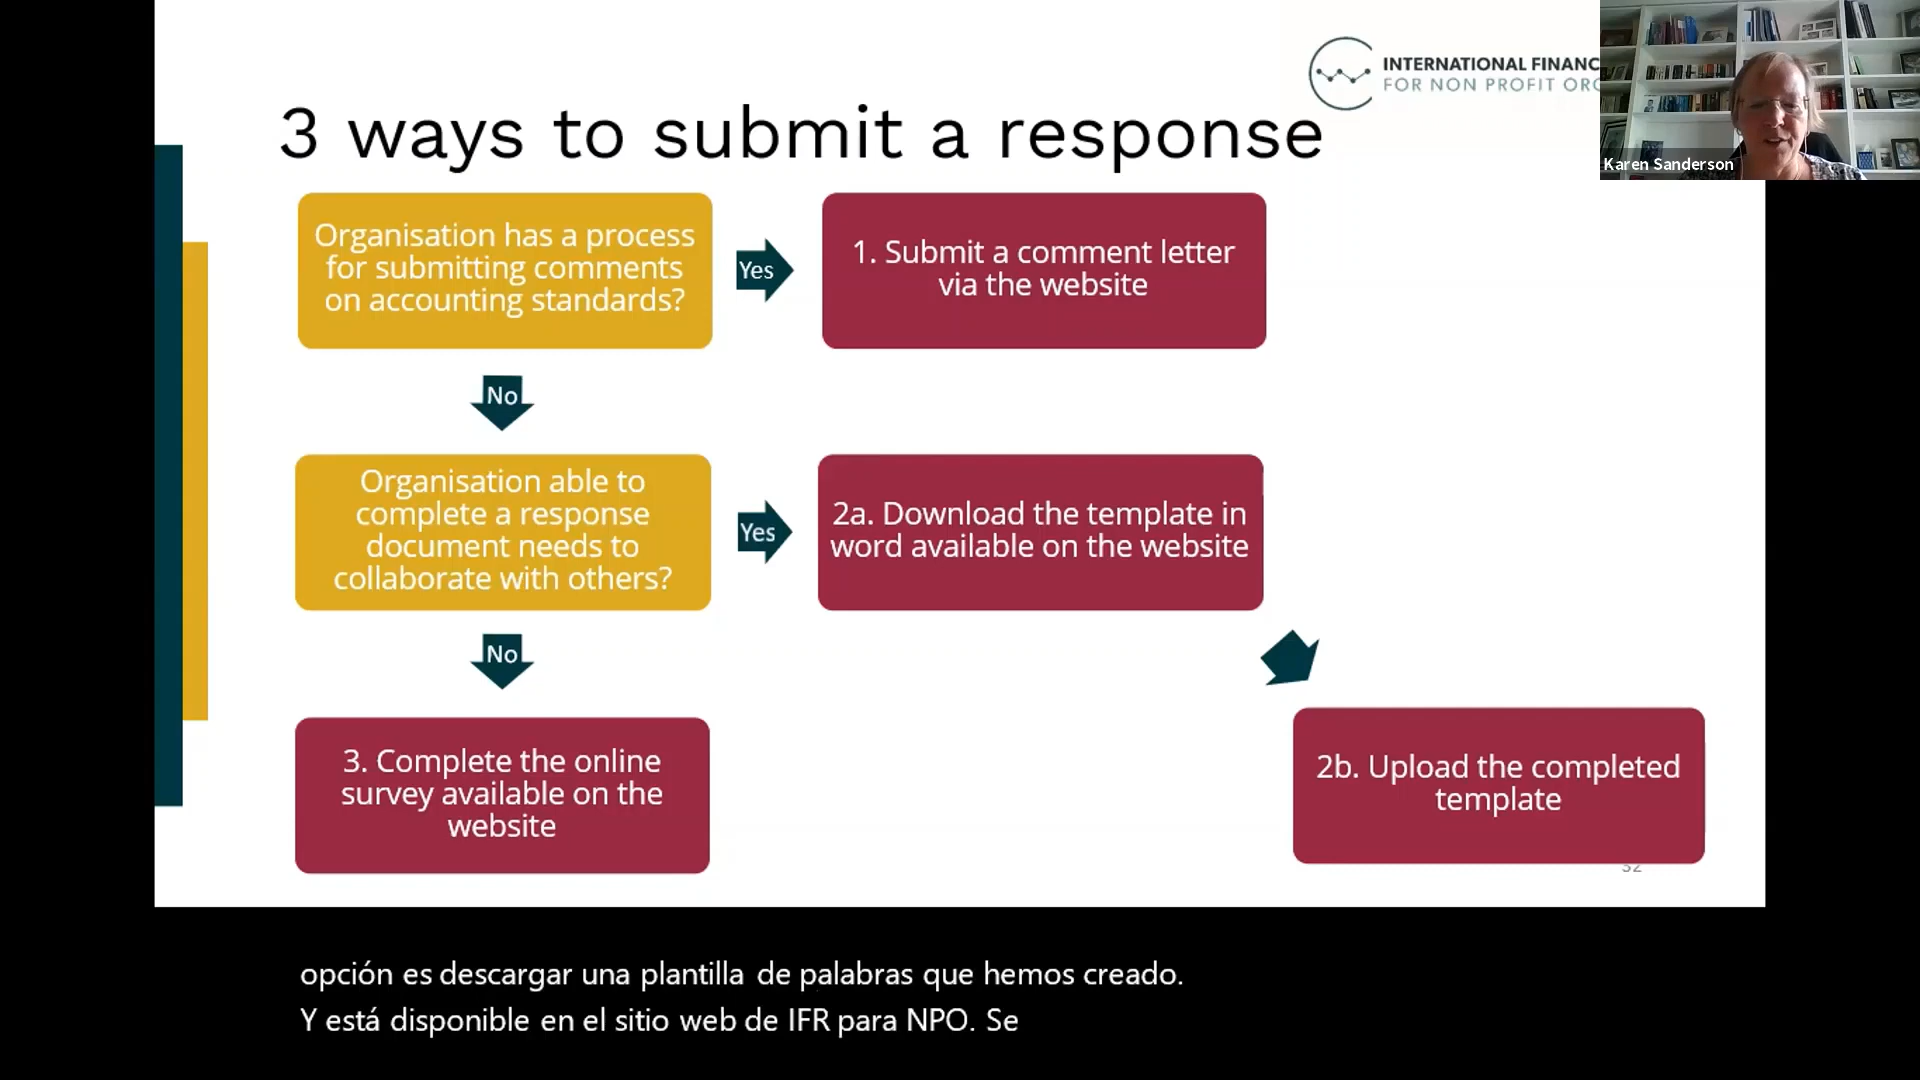 INTERNATIONAL FINANC
FOR NON PROFIT ORG
Karen Sanderson
3 ways to submit a response
Organisation has a process
for submitting comments
on accounting standards?
Yes
1. Submit a comment letter
via the website
No
Organisation able to
complete a response
document needs to
collaborate with others?
Yes
2a. Download the template in
word available on the website
No
3. Complete the online
survey available on the
website
2b. Upload the completed
template
32
opción es descargar una plantilla de palabras que hemos creado.
Y está disponible en el sitio web de IFR para NPO. Se